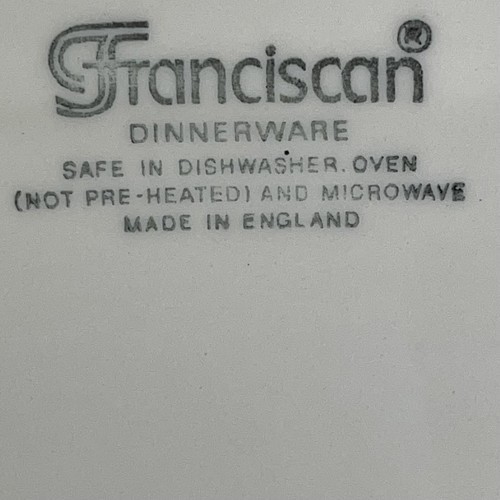 Franciscan®
DINNERWARE
SAFE IN DISHWASHER. OVEN
(NOT PRE-HEATED) AND MICROWAVE
MADE IN ENGLAND